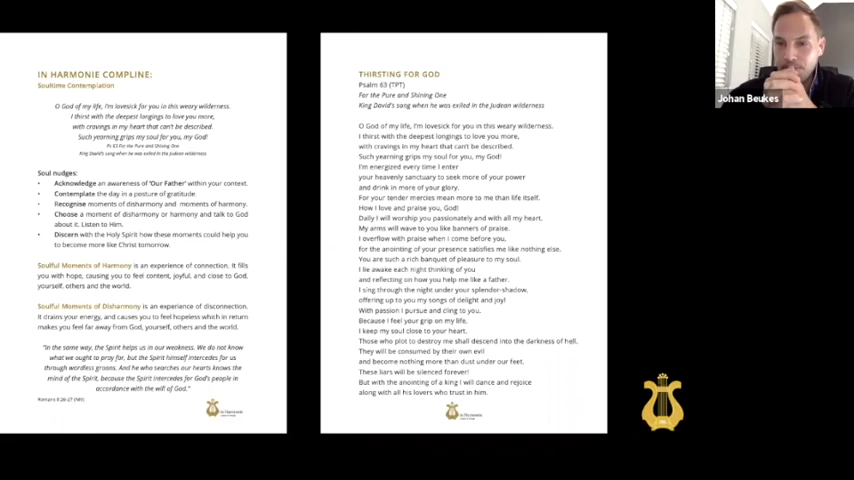 IN HARMONIE COMPLINE:
Soultime Contemplation
O God of my life, I'm lovesick for you in this weary wilderness.
I thirst with the deepest longings to love you more,
with cravings in my heart that can't be described.
Such yearning grips my soul for you, my God!
Ps 63 For the Pure and Shining One
King David's song when he was exiled in the Judean wilderness
Soul nudges:
• Acknowledge an awareness of 'Our Father' within your context.
• Contemplate the day in a posture of gratitude.
• Recognise moments of disharmony and moments of harmony.
• Choose a moment of disharmony or harmony and talk to God
about it. Listen to Him.
• Discern with the Holy Spirit how these moments could help you
to become more like Christ tomorrow.
Soulful Moments of Harmony is an experience of connection. It fills
you with hope, causing you to feel content, joyful, and close to God,
yourself, others and the world.
Soulful Moments of Disharmony is an experience of disconnection.
It drains your energy, and causes you to feel hopeless which in return
makes you feel far away from God, yourself, others and the world.
"In the same way, the Spirit helps us in our weakness. We do not know
what we ought to pray for, but the Spirit himself intercedes for us
through wordless groans. And he who searches our hearts knows the
mind of the Spirit, because the Spirit intercedes for God's people in
accordance with the will of God."
Romans 8:26-27 (NIV)
In Harmonie
THIRSTING FOR GOD
Psalm 63 (TPT)
For the Pure and Shining One
King David's song when he was exiled in the Judean wilderness
O God of my life, I'm lovesick for you in this weary wilderness.
I thirst with the deepest longings to love you more,
with cravings in my heart that can't be described.
Such yearning grips my soul for you, my God!
I'm energized every time I enter
your heavenly sanctuary to seek more of your power
and drink in more of your glory.
For your tender mercies mean more to me than life itself.
How I love and praise you, God!
Daily I will worship you passionately and with all my heart.
My arms will wave to you like banners of praise.
I overflow with praise when I come before you,
for the anointing of your presence satisfies me like nothing else.
You are such a rich banquet of pleasure to my soul.
I lie awake each night thinking of you
and reflecting on how you help me like a father.
I sing through the night under your splendor-shadow,
offering up to you my songs of delight and joy!
With passion I pursue and cling to you.
Because I feel your grip on my life,
I keep my soul close to your heart.
Those who plot to destroy me shall descend into the darkness of hell.
They will be consumed by their own evil
and become nothing more than dust under our feet.
These liars will be silenced forever!
But with the anointing of a king I will dance and rejoice
along with all his lovers who trust in him.
In Harmonie
Johan Beukes